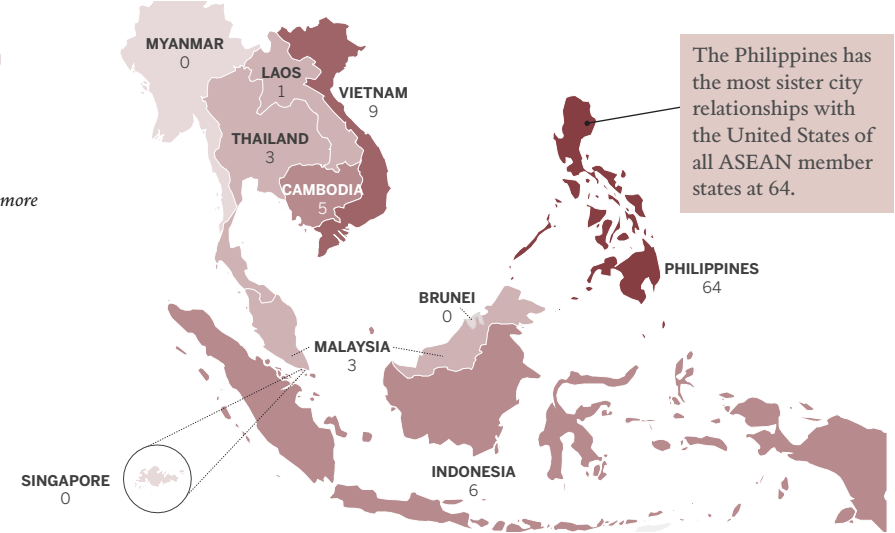 MYANMAR
0
LAOS
1
VIETNAM
9
THAILAND
3
CAMBODIA
5
more
The Philippines has
the most sister city
relationships with
the United States of
all ASEAN member
states at 64.
PHILIPPINES
64
BRUNEI
0
MALAYSIA
3
INDONESIA
6
SINGAPORE
0